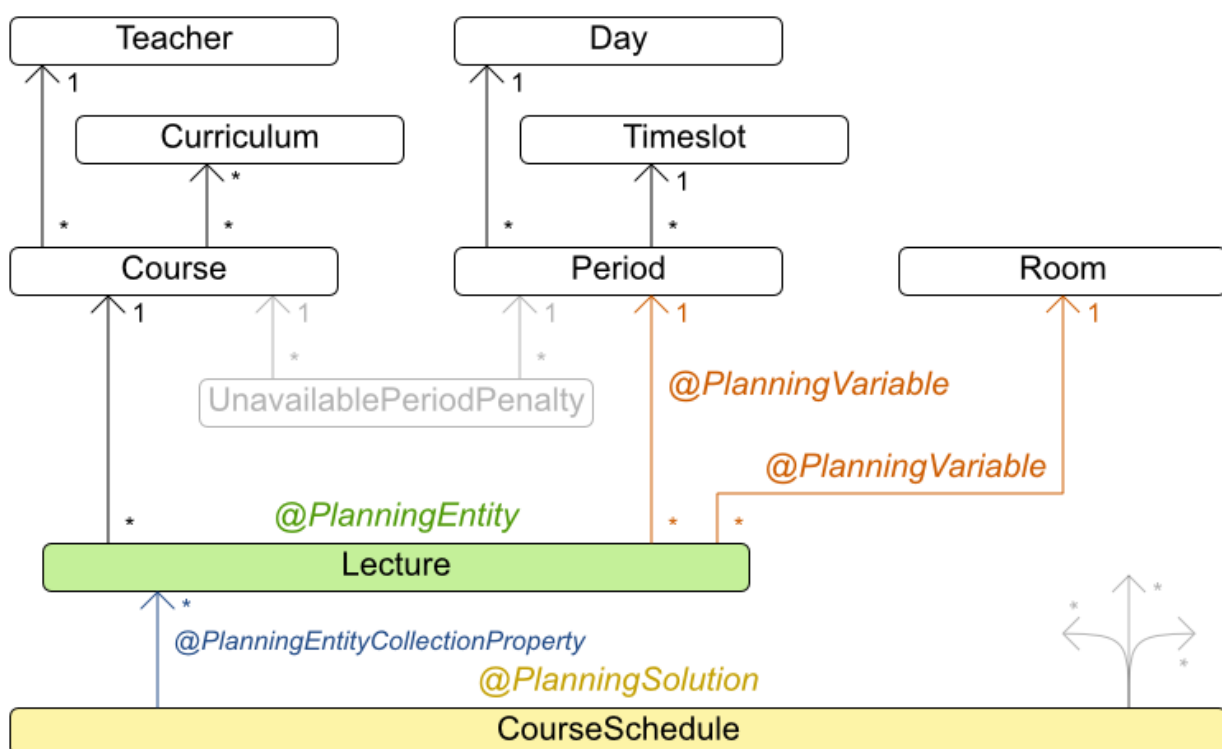 Teacher
Day
1
1
Curriculum
Timeslot
*
1
*
*
*
*
Course
Period
Room
1
1
1
1
1
*
*
UnavailablePeriodPenalty
@PlanningVariable
@PlanningVariable
*
@PlanningEntity
*
*
Lecture
*
*
*
@PlanningEntityCollectionProperty
*
@PlanningSolution
CourseSchedule